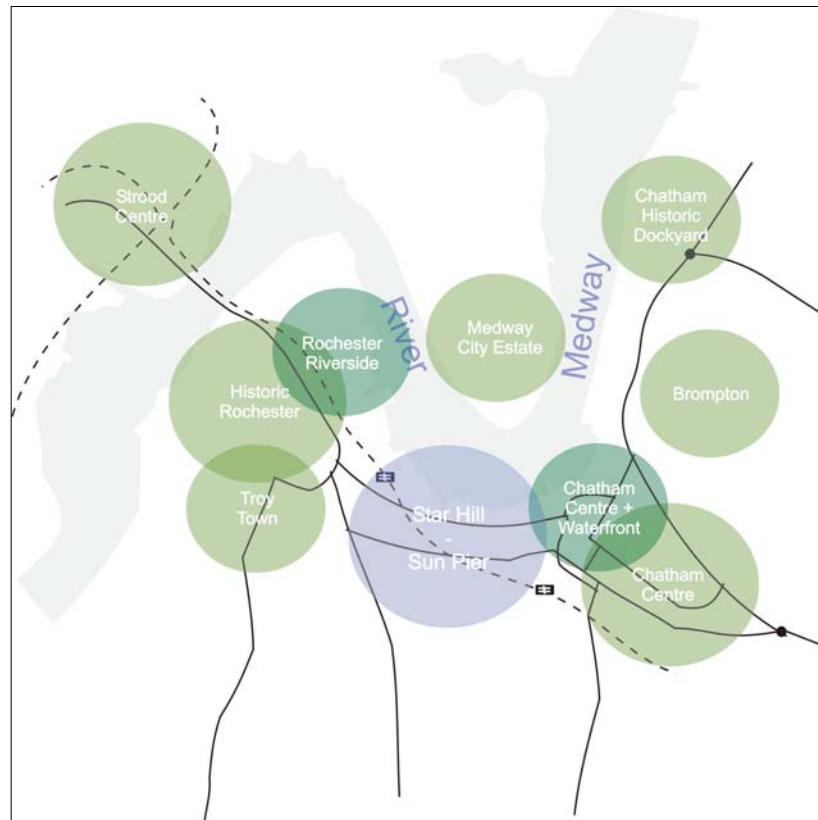 Strood
Centre
Chatham
Historic
Dockyard
River
Medway
Rochester
Riverside
Medway
City Estate
Historic
Rochester
Brompton
Troy
Town
Star Hill
-
Sun Pier
Chatham
Centre +
Waterfront
Chatham
Centre